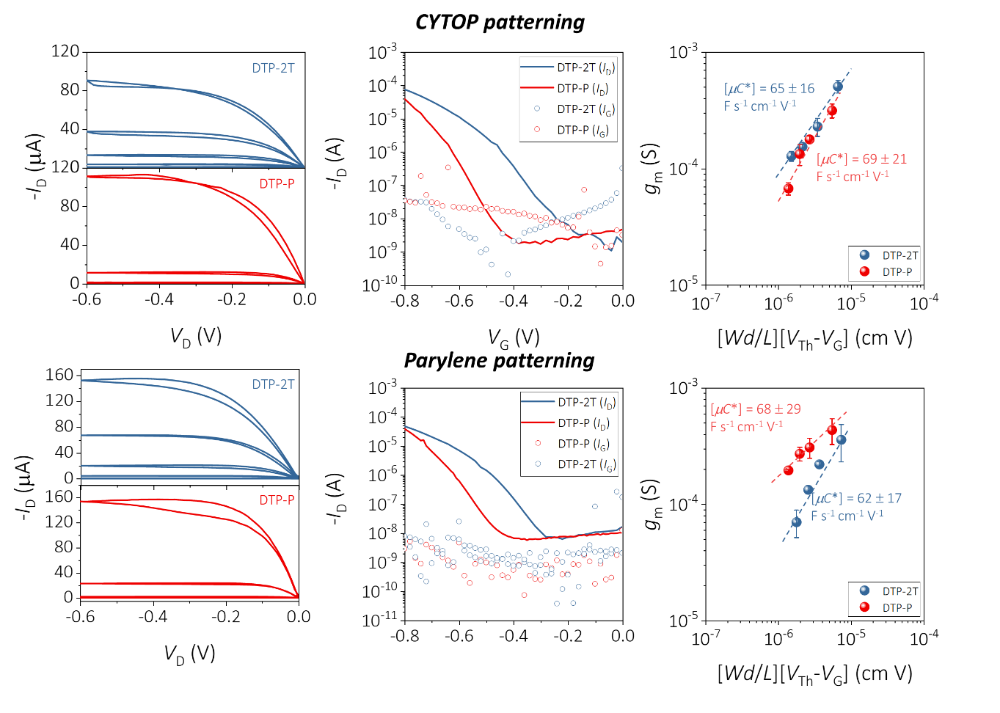 CYTOP patterning
120
80
40
120
80
40
0
DTP-2T
DTP-P
-0.6
-0.4
-0.2
0.0
-ID (μA)
VD (V)
10-3
10-4
10-5
10-6
10-7
10-8
10-9
10-10
DTP-2T (ID)
DTP-P (ID)
DTP-2T (IG)
DTP-P (IG)
-0.8
-0.6
-0.4
-0.2
0.0
-ID (A)
VG (V)
10-3
10-4
10-5
[μC*] = 65 ± 16
F s-1 cm-1 V-1
[μC*] = 69 ± 21
F s-1 cm-1 V-1
DTP-2T
DTP-P
10-7
10-6
10-5
10-4
gm (S)
[Wd/L][VTh-VG] (cm V)
Parylene patterning
160
120
80
40
0
160
120
80
40
0
DTP-2T
DTP-P
-0.6
-0.4
-0.2
0.0
-ID (μA)
VD (V)
10-3
10-4
10-5
10-6
10-7
10-8
10-9
10-10
10-11
DTP-2T (ID)
DTP-P (ID)
DTP-P (IG)
DTP-2T (IG)
-0.8
-0.6
-0.4
-0.2
0.0
-ID (A)
VG (V)
10-3
10-4
10-5
[μC*] = 68 ± 29
F s-1 cm-1 V-1
[μC*] = 62 ± 17
F s-1 cm-1 V-1
DTP-2T
DTP-P
10-7
10-6
10-5
10-4
gm (S)
[Wd/L][VTh-VG] (cm V)